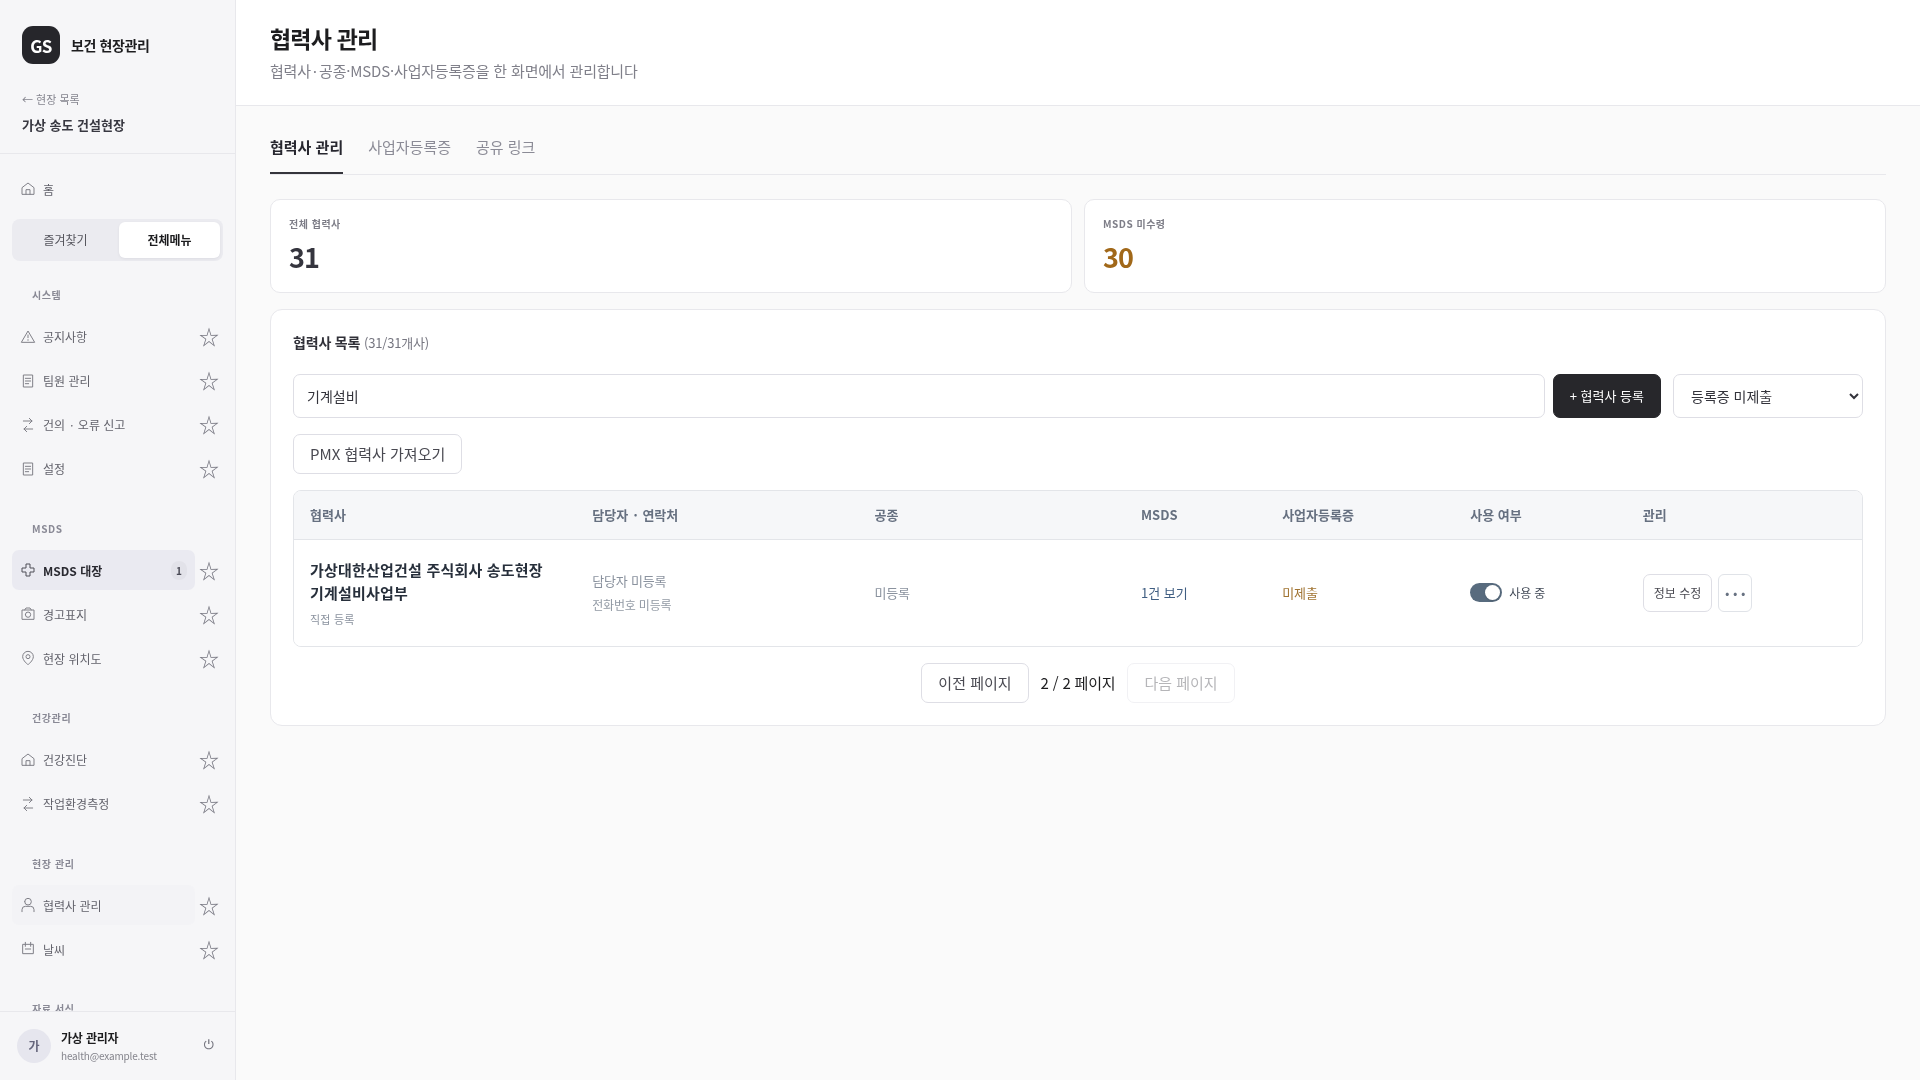 GS 보건 현장관리
← 현장 목록
가상 송도 건설현장
홈
즐겨찾기 전체메뉴
시스템
공지사항
팀원 관리
건의 · 오류 신고
설정
MSDS
MSDS 대장 1
경고표지
현장 위치도
건강관리
건강진단
작업환경측정
현장 관리
협력사 관리
날씨
자료 서식
가 가상 관리자
health@example.test
협력사 관리
협력사·공종·MSDS·사업자등록증을 한 화면에서 관리합니다
협력사 관리 사업자등록증 공유 링크
전체 협력사
31
MSDS 미수령
30
협력사 목록 (31/31개사)
기계설비 + 협력사 등록 등록증 미제출
PMX 협력사 가져오기
협력사 담당자 · 연락처 공종 MSDS 사업자등록증 사용 여부 관리
가상대한산업건설 주식회사 송도현장
기계설비사업부
직접 등록
담당자 미등록
전화번호 미등록
미등록 1건 보기 미제출 사용 중 정보 수정 ···
이전 페이지 2 / 2 페이지 다음 페이지